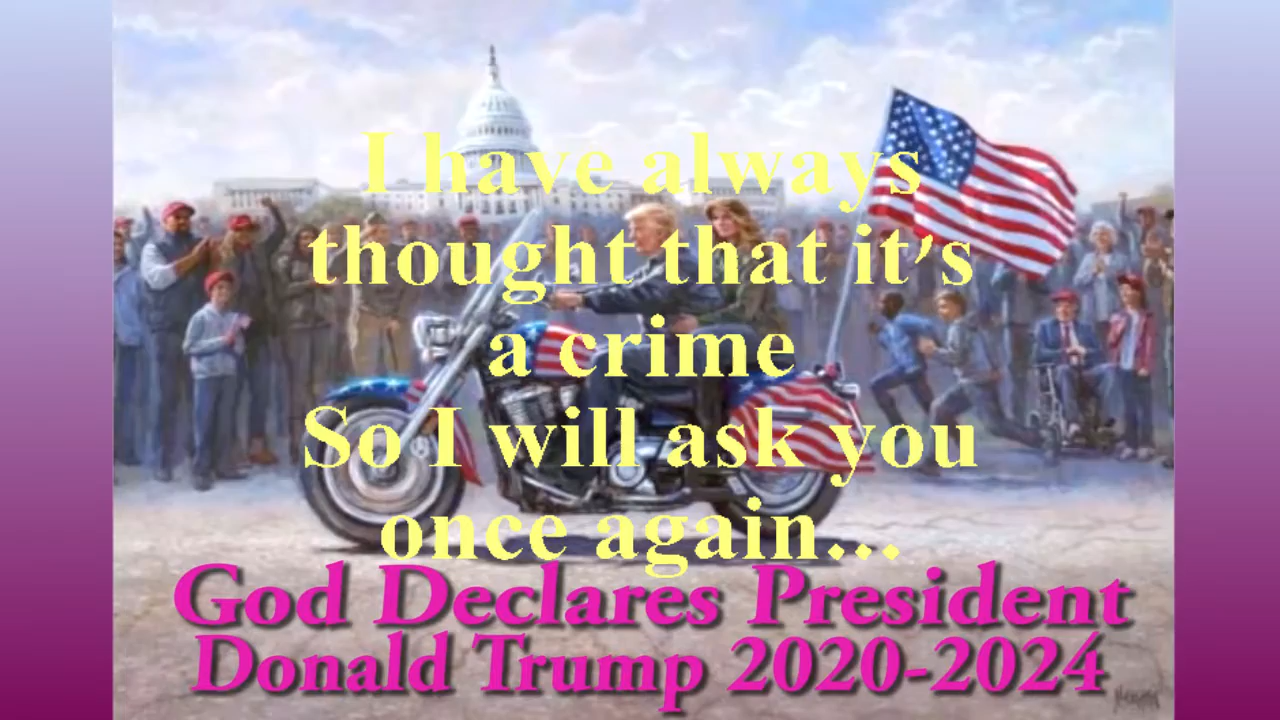 I have always
thought that it's
a crime
So I will ask you
once again...
God Declares President
Donald Trump 2020-2024